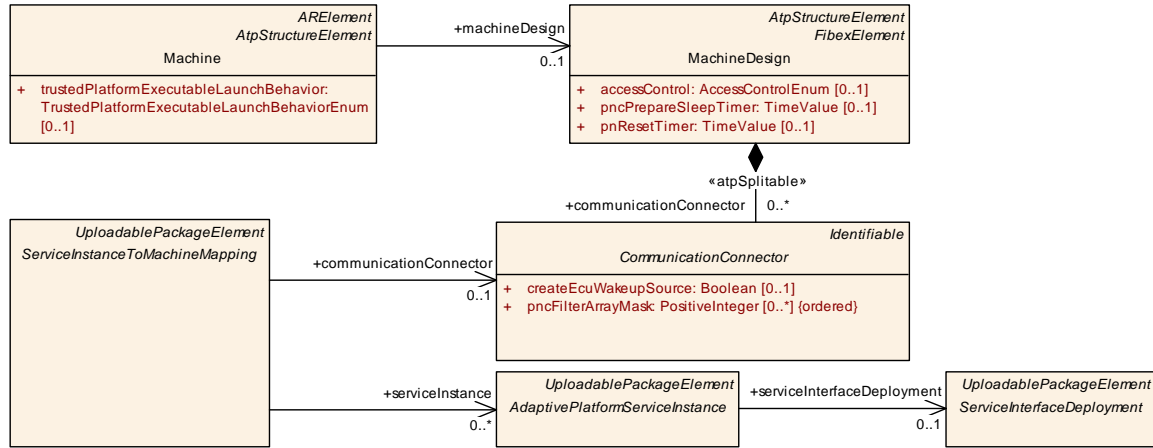 ARElement
AtpStructureElement
Machine
+ trustedPlatformExecutableLaunchBehavior:
TrustedPlatformExecutableLaunchBehaviorEnum
[0..1]
+machineDesign
0..1
AtpStructureElement
FibexElement
MachineDesign
+ accessControl: AccessControlEnum [0..1]
+ pncPrepareSleepTimer: TimeValue [0..1]
+ pnResetTimer: TimeValue [0..1]
«atpSplitable»
+communicationConnector
0..*
UploadablePackageElement
ServiceInstanceToMachineMapping
+communicationConnector
0..1
Identifiable
CommunicationConnector
+ createEcuWakeupSource: Boolean [0..1]
+ pncFilterArrayMask: PositiveInteger [0..*] {ordered}
+serviceInstance
0..*
UploadablePackageElement
AdaptivePlatformServiceInstance
+serviceInterfaceDeployment
0..1
UploadablePackageElement
ServiceInterfaceDeployment